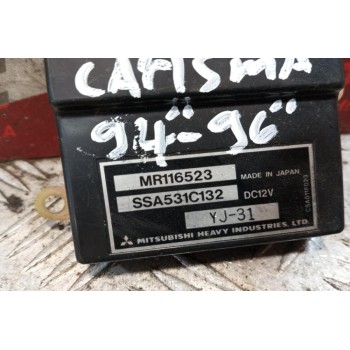 CARISMA
94"-96"
MR116523 MADE IN JAPAN
SSA531C132 DC12V
YJ-31
MITSUBISHI HEAVY INDUSTRIES, LTD.